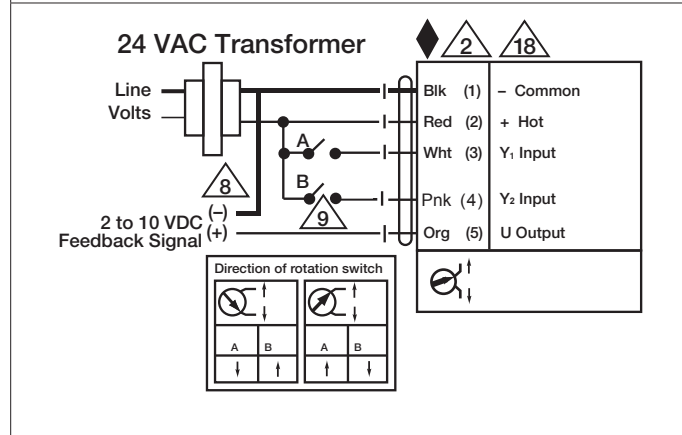 24 VAC Transformer
2
18
Line
Volts
Blk (1) – Common
Red (2) + Hot
A
Wht (3) Y₁ Input
B
Pnk (4) Y₂ Input
8
9
2 to 10 VDC (–)
Feedback Signal (+)
Org (5) U Output
Direction of rotation switch
A B A B